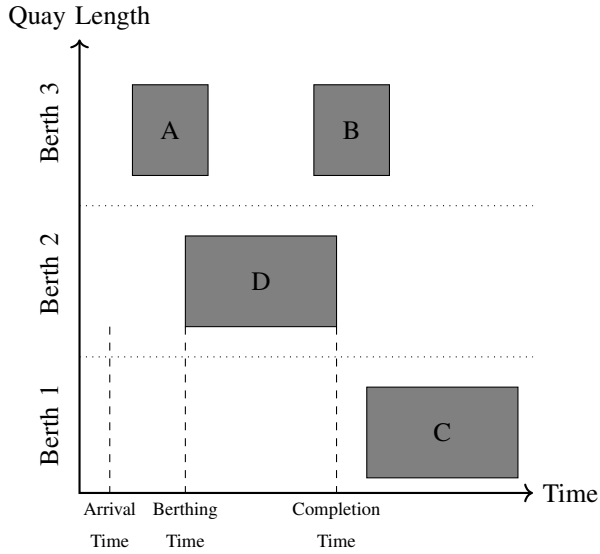 Quay Length
Berth 3
A
B
Berth 2
D
Berth 1
C
Time
Arrival
Time
Berthing
Time
Completion
Time